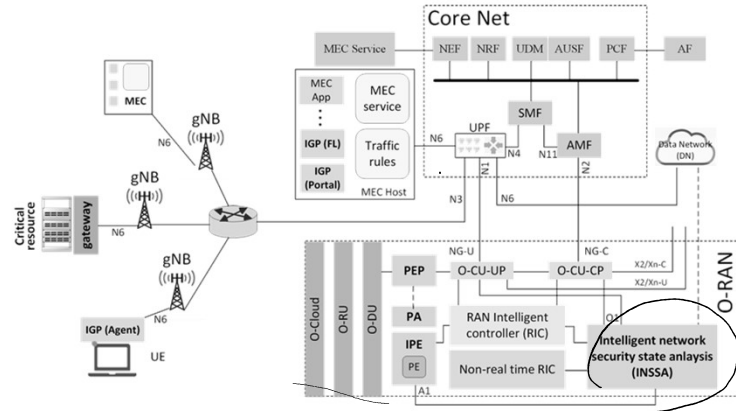 Core Net
MEC Service
NEF
NRF
UDM
AUSF
PCF
AF
MEC
gNB
N6
MEC
App
IGP (FL)
IGP
(Portal)
MEC
service
Traffic
rules
MEC Host
N6
UPF
SMF
AMF
N4
N11
N1
N2
N3
N6
Data Network
(DN)
gNB
Critical
resource
gateway
N6
gNB
N6
IGP (Agent)
UE
NG-U
NG-C
X2/Xn-C
X2/Xn-U
O-RAN
O-Cloud
O-RU
O-DU
PEP
O-CU-UP
O-CU-CP
PA
RAN Intelligent
controller (RIC)
O1
IPE
PE
Non-real time RIC
Intelligent network
security state anlaysis
(INSSA)
A1